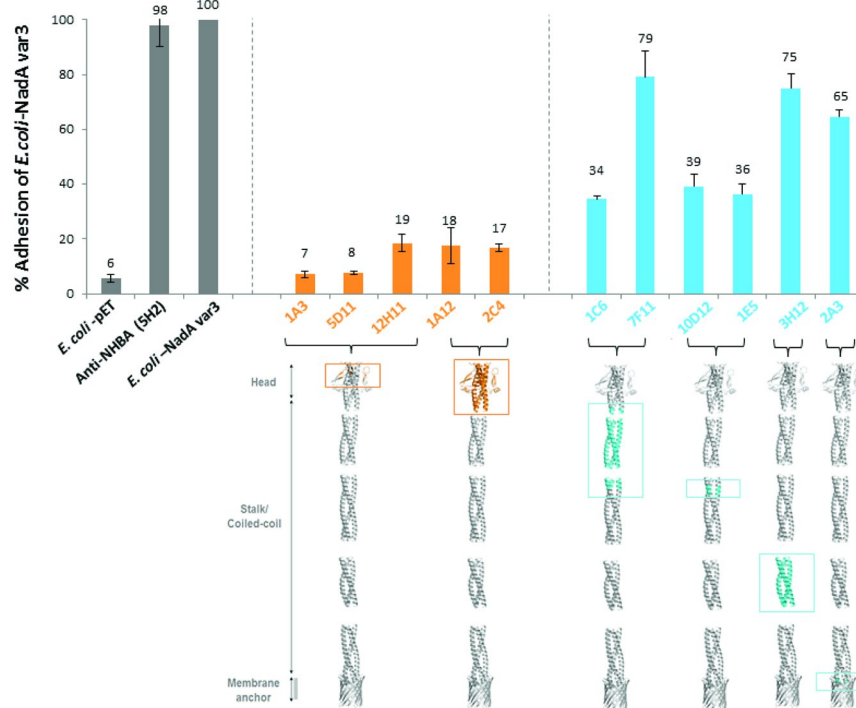 % Adhesion of E.coli-NadA var3
100
80
60
40
20
0
6
98
100
7
8
19
18
17
34
79
39
36
75
65
E. coli -pET
Anti-NHBA (5H2)
E. coli –NadA var3
1A3
5D11
12H11
1A12
2C4
1C6
7F11
10D12
1E5
3H12
2A3
Head
Stalk/
Coiled-coil
Membrane
anchor